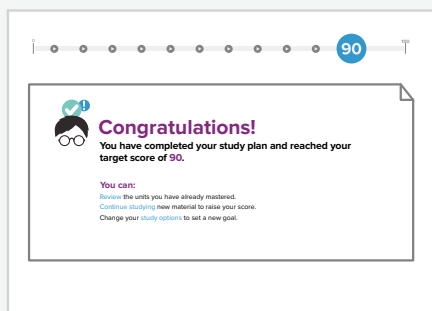 0
90
100
Congratulations!
You have completed your study plan and reached your
target score of 90.
You can:
Review the units you have already mastered.
Continue studying new material to raise your score.
Change your study options to set a new goal.